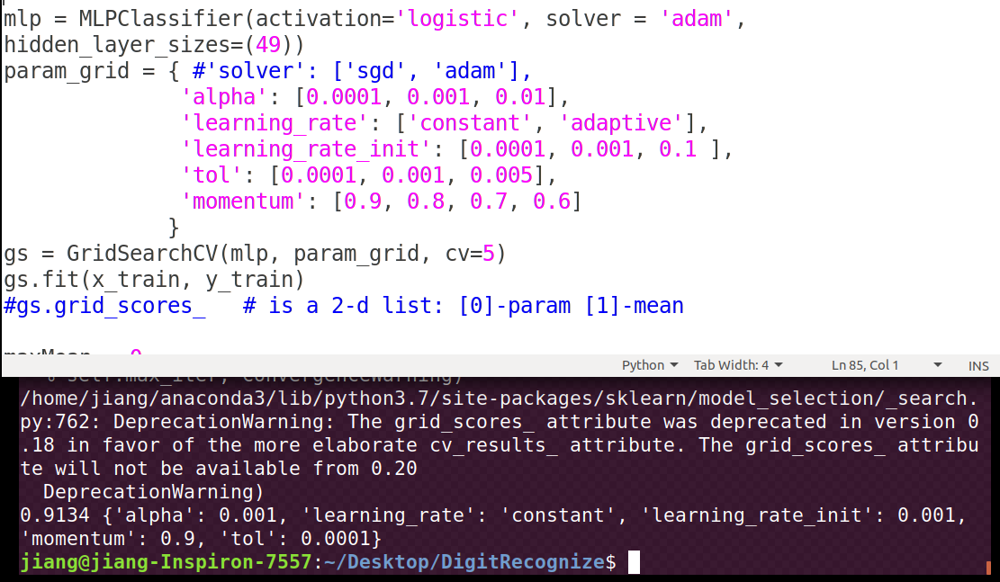 mlp = MLPClassifier(activation='logistic', solver = 'adam',
hidden_layer_sizes=(49))
param_grid = { #'solver': ['sgd', 'adam'],
'alpha': [0.0001, 0.001, 0.01],
'learning_rate': ['constant', 'adaptive'],
'learning_rate_init': [0.0001, 0.001, 0.1 ],
'tol': [0.0001, 0.001, 0.005],
'momentum': [0.9, 0.8, 0.7, 0.6]
}
gs = GridSearchCV(mlp, param_grid, cv=5)
gs.fit(x_train, y_train)
#gs.grid_scores_   # is a 2-d list: [0]-param [1]-mean
Python Tab Width: 4 Ln 85, Col 1 INS
% self.max_iter, ConvergenceWarning)
/home/jiang/anaconda3/lib/python3.7/site-packages/sklearn/model_selection/_search.
py:762: DeprecationWarning: The grid_scores_ attribute was deprecated in version 0
.18 in favor of the more elaborate cv_results_ attribute. The grid_scores_ attribu
te will not be available from 0.20
DeprecationWarning)
0.9134 {'alpha': 0.001, 'learning_rate': 'constant', 'learning_rate_init': 0.001,
'momentum': 0.9, 'tol': 0.0001}
jiang@jiang-Inspiron-7557:~/Desktop/DigitRecognize$